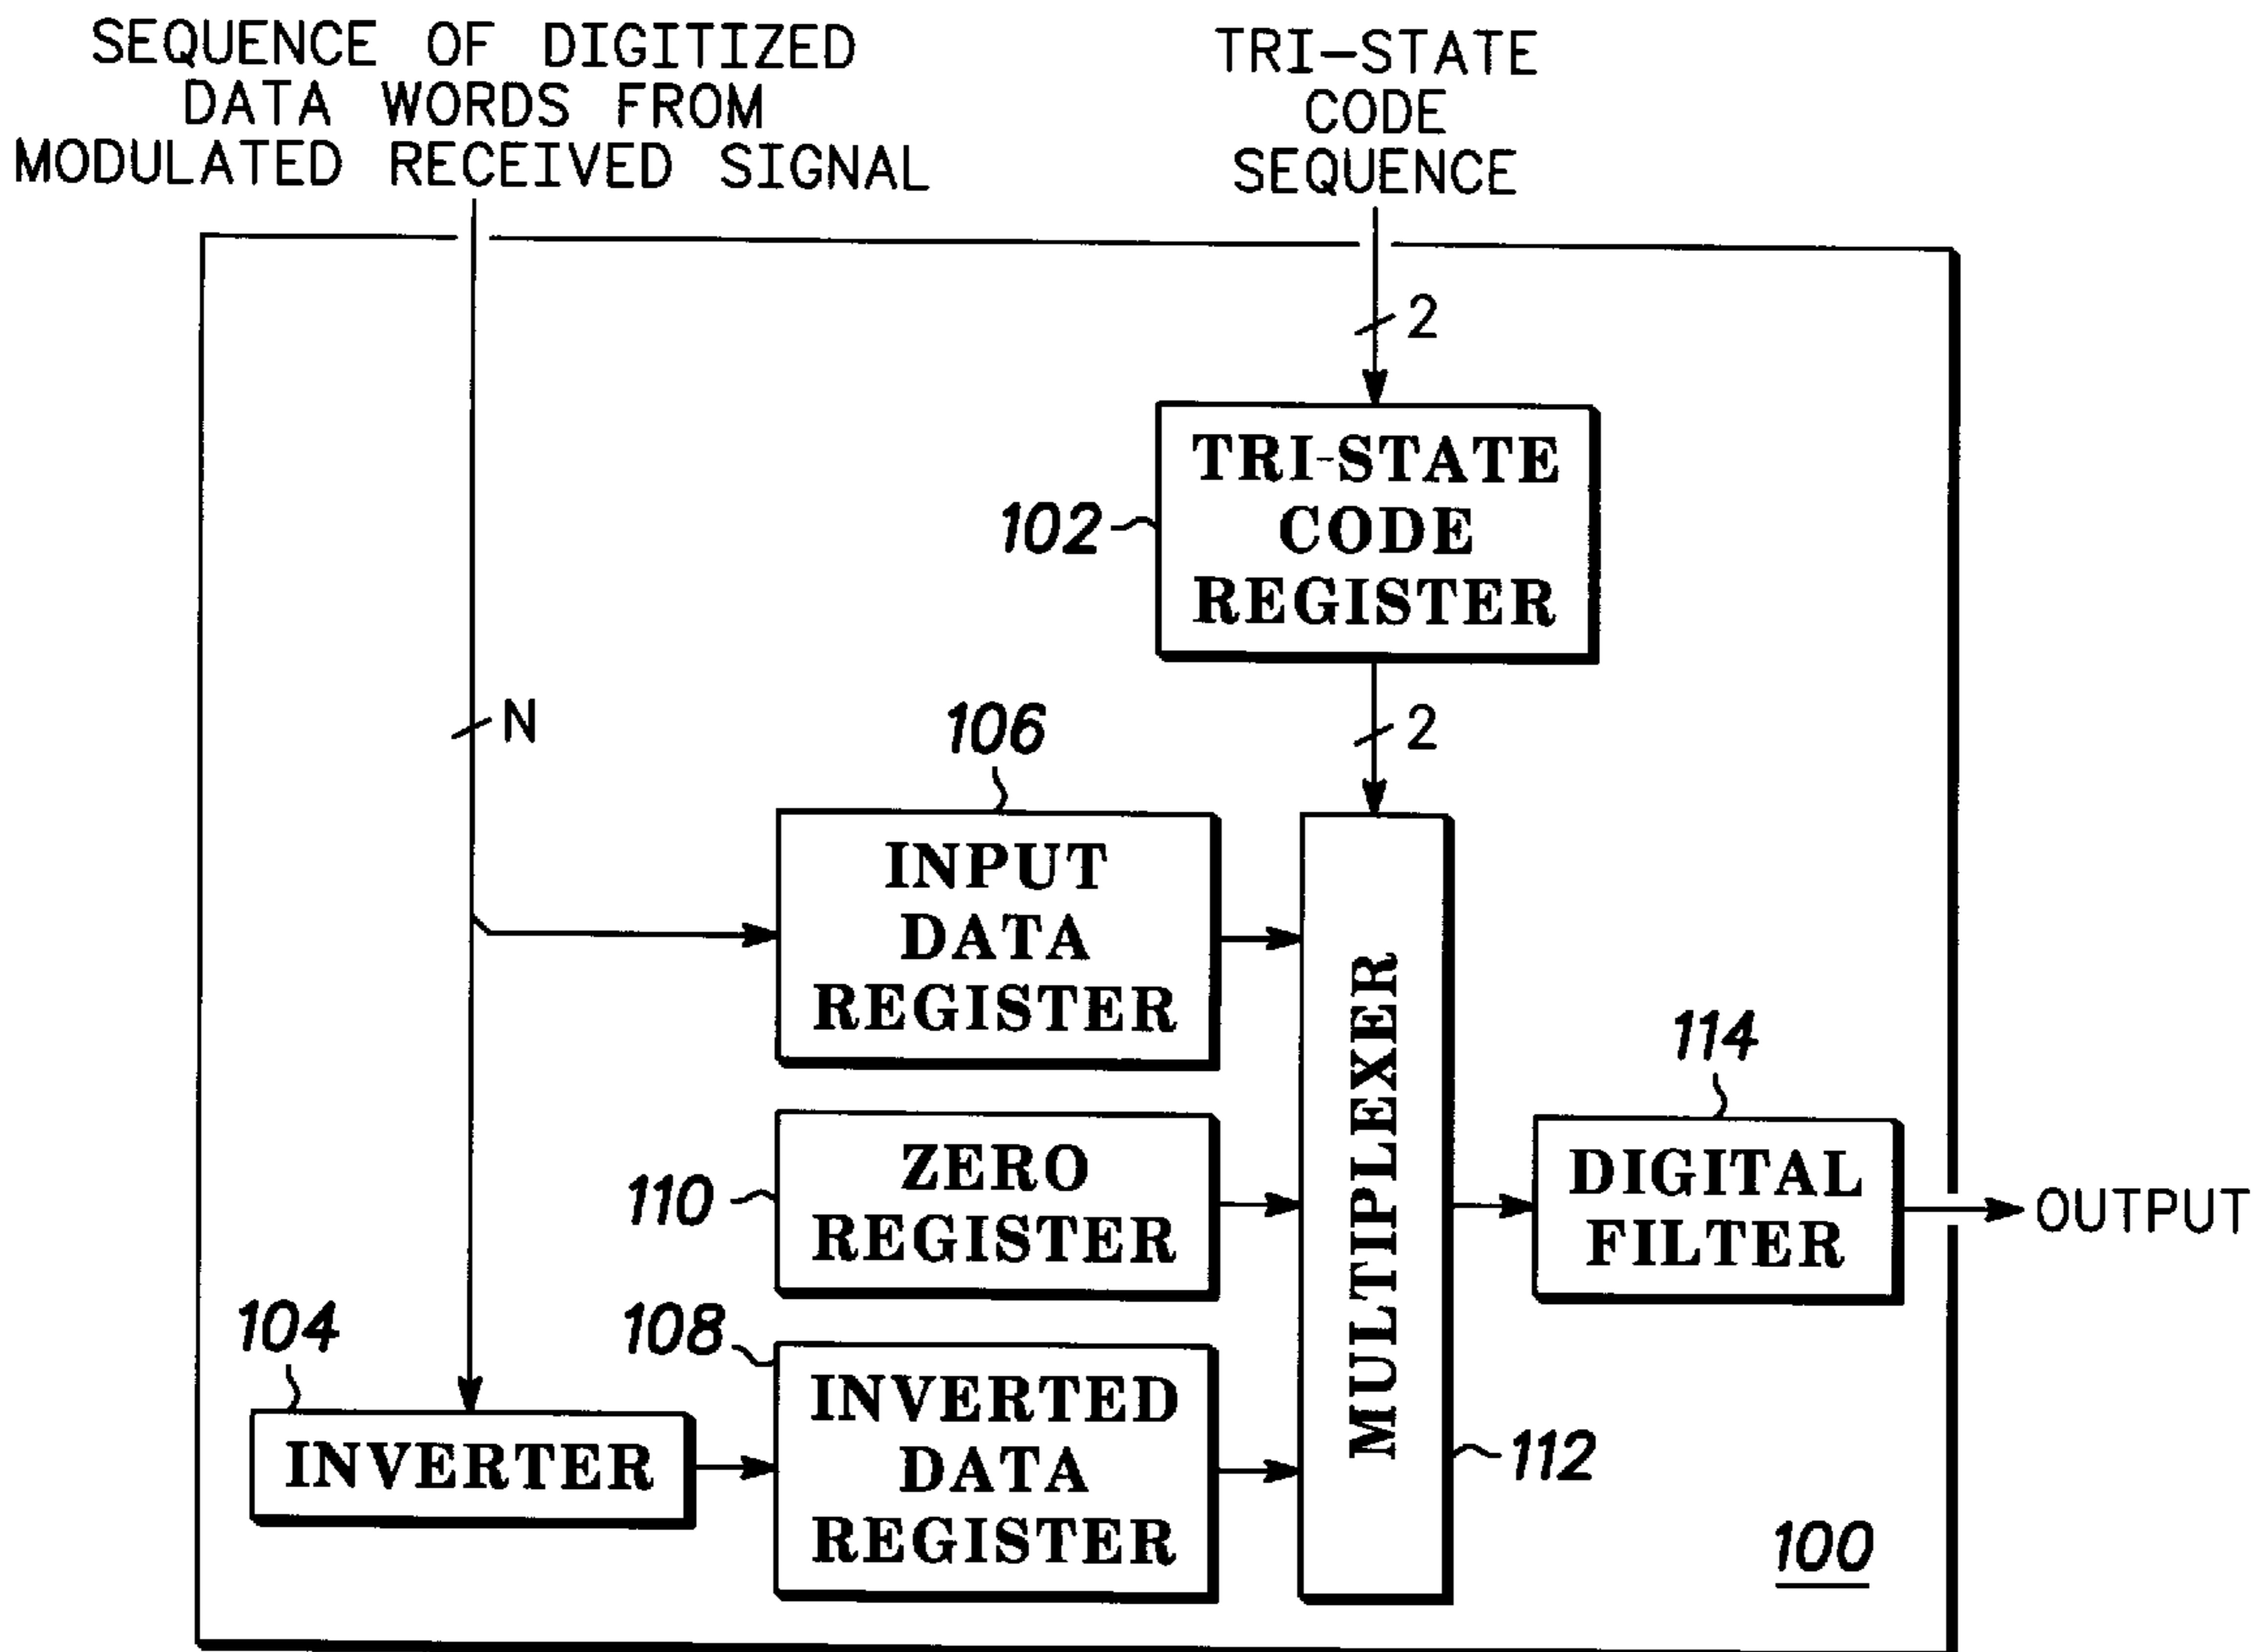 SEQUENCE OF DIGITIZED
DATA WORDS FROM
MODULATED RECEIVED SIGNAL
TRI-STATE
CODE
SEQUENCE
2
TRI-STATE
CODE
REGISTER
102
N
2
106
INPUT
DATA
REGISTER
MULTIPLEXER
114
110
ZERO
REGISTER
DIGITAL
FILTER
OUTPUT
104
108
INVERTER
INVERTED
DATA
REGISTER
112
100